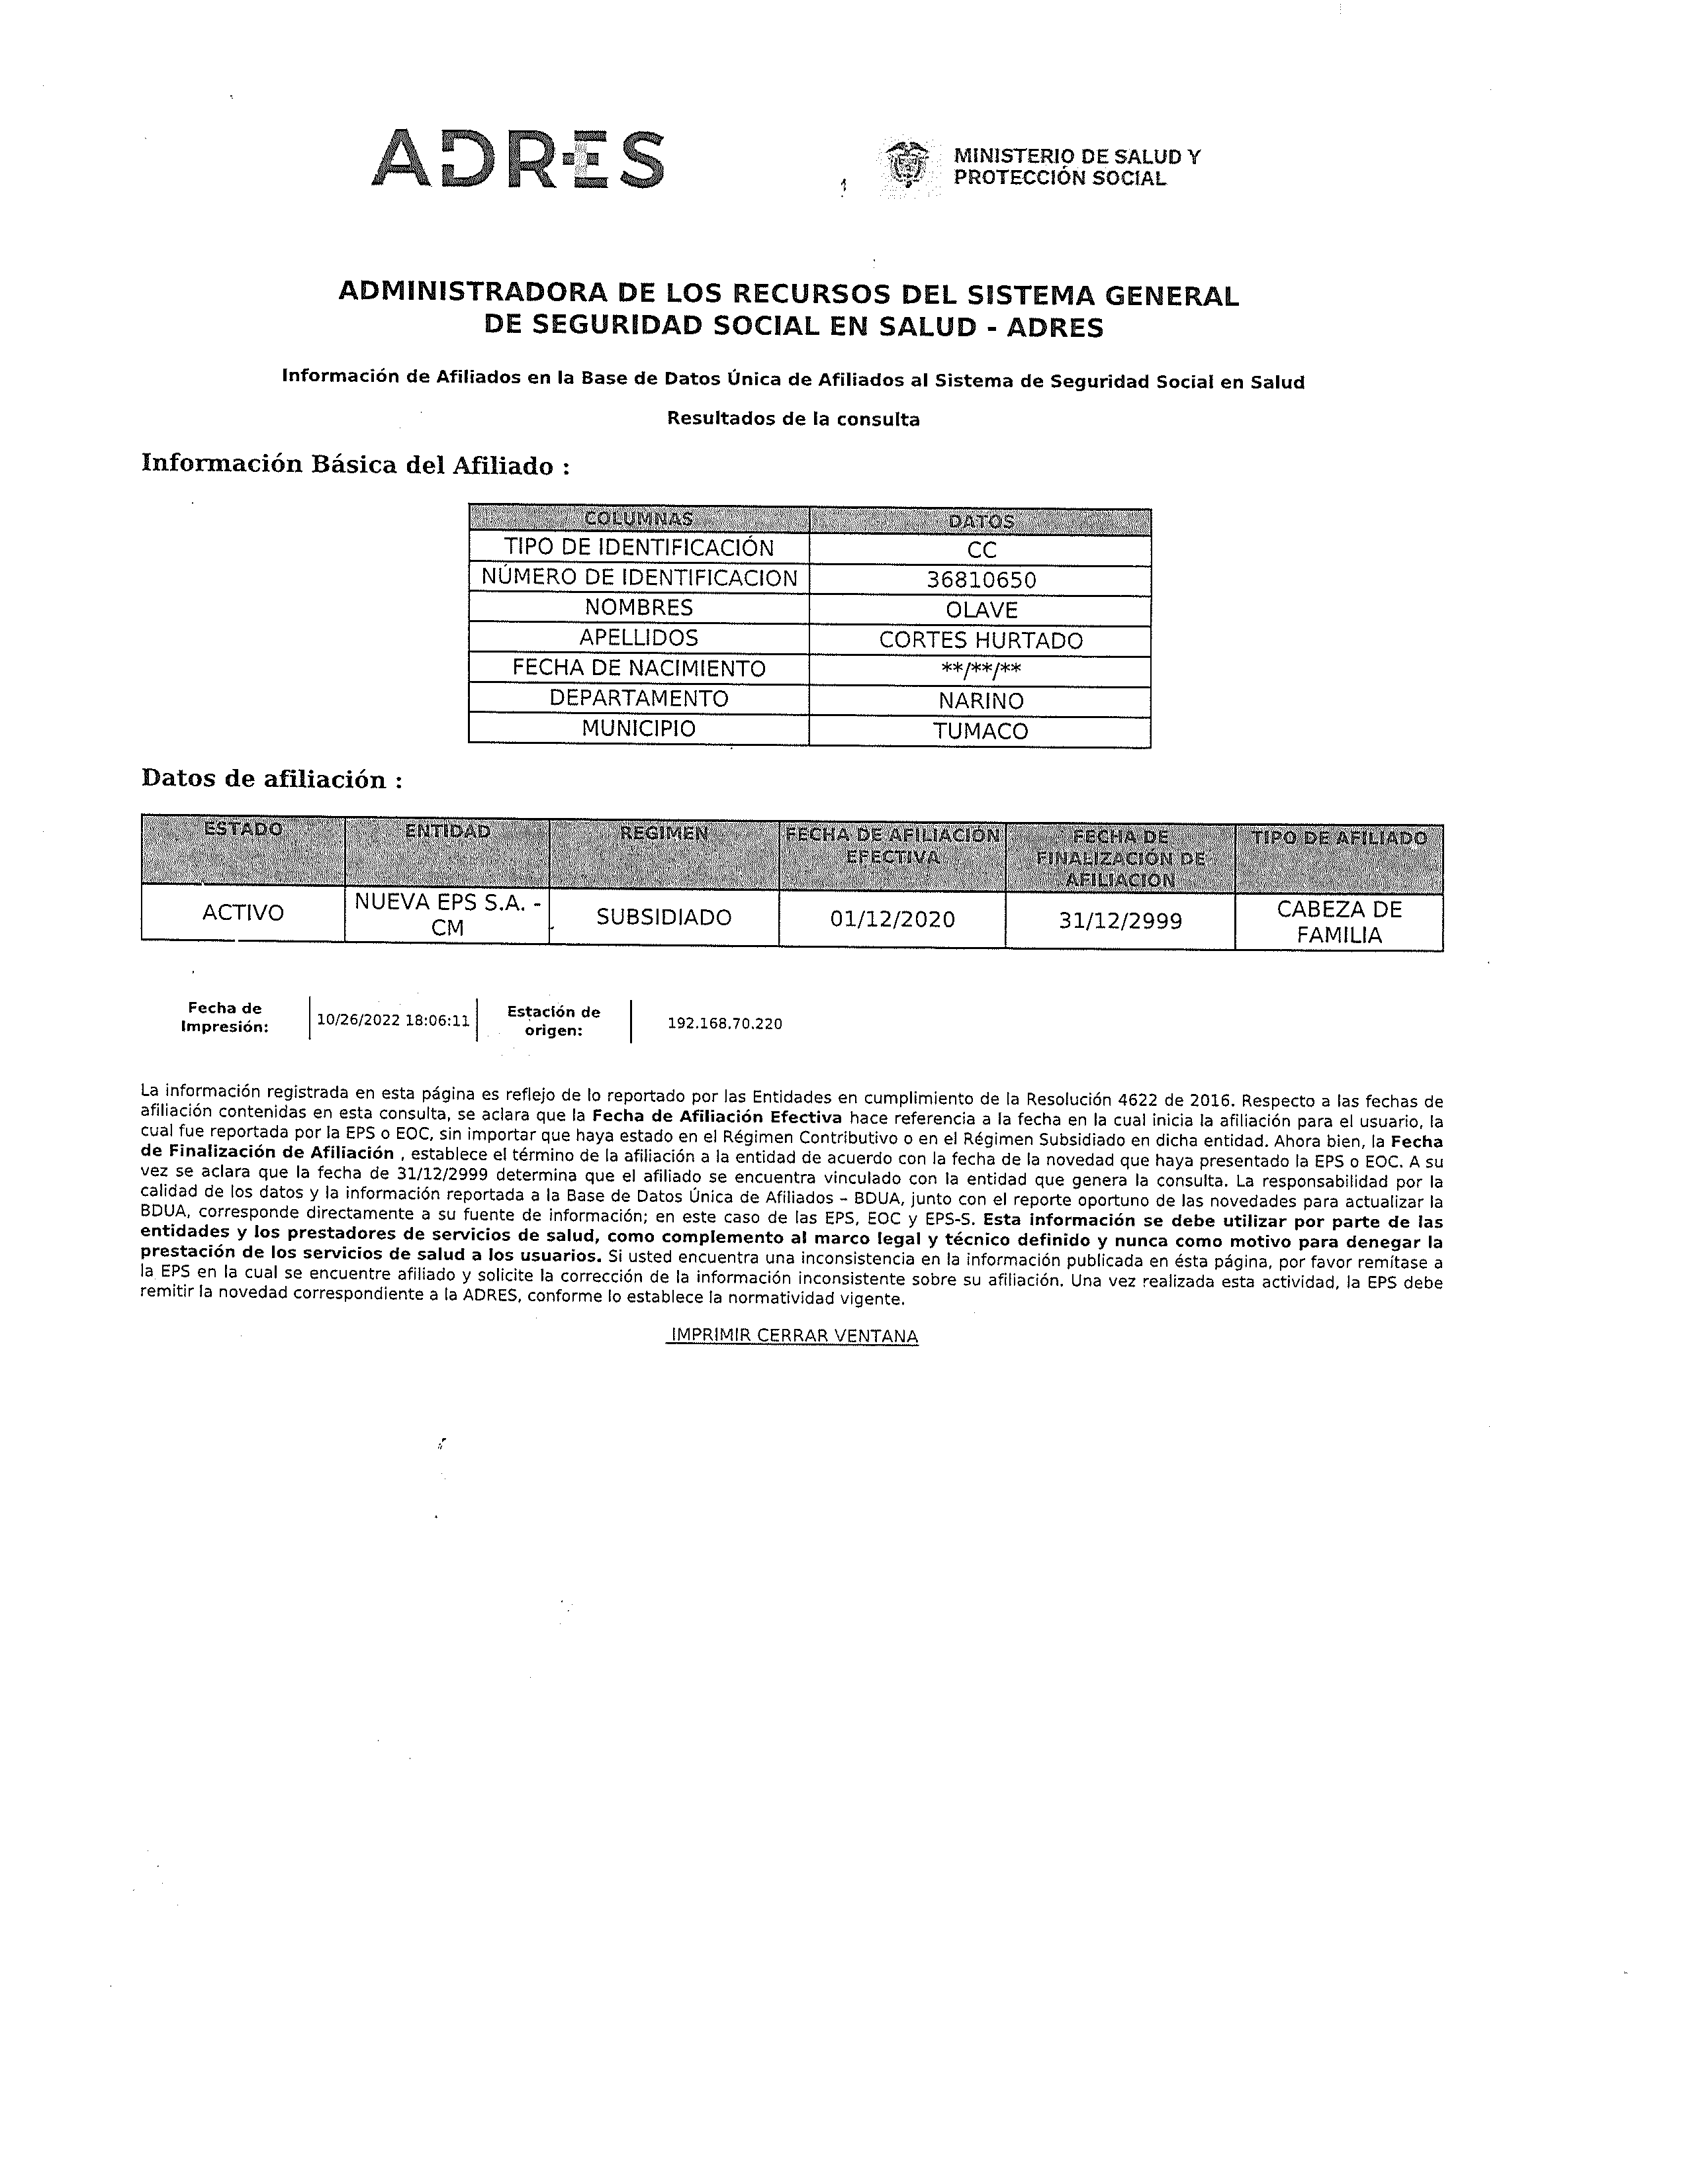 ADRES
MINISTERIO DE SALUD Y
PROTECCIÓN SOCIAL
ADMINISTRADORA DE LOS RECURSOS DEL SISTEMA GENERAL
DE SEGURIDAD SOCIAL EN SALUD - ADRES
Información de Afiliados en la Base de Datos Única de Afiliados al Sistema de Seguridad Social en Salud
Resultados de la consulta
Información Básica del Afiliado :
COLUMNAS DATOS
TIPO DE IDENTIFICACIÓN CC
NÚMERO DE IDENTIFICACION 36810650
NOMBRES OLAVE
APELLIDOS CORTES HURTADO
FECHA DE NACIMIENTO **/**/**
DEPARTAMENTO NARINO
MUNICIPIO TUMACO
Datos de afiliación :
ESTADO ENTIDAD REGIMEN FECHA DE AFILIACIÓN EFECTIVA FECHA DE FINALIZACIÓN DE AFILIACIÓN TIPO DE AFILIADO
ACTIVO NUEVA EPS S.A. - CM SUBSIDIADO 01/12/2020 31/12/2999 CABEZA DE FAMILIA
Fecha de Impresión: 10/26/2022 18:06:11 Estación de origen: 192.168.70.220
La información registrada en esta página es reflejo de lo reportado por las Entidades en cumplimiento de la Resolución 4622 de 2016. Respecto a las fechas de
afiliación contenidas en esta consulta, se aclara que la Fecha de Afiliación Efectiva hace referencia a la fecha en la cual inicia la afiliación para el usuario, la
cual fue reportada por la EPS o EOC, sin importar que haya estado en el Régimen Contributivo o en el Régimen Subsidiado en dicha entidad. Ahora bien, la Fecha
de Finalización de Afiliación , establece el término de la afiliación a la entidad de acuerdo con la fecha de la novedad que haya presentado la EPS o EOC. A su
vez se aclara que la fecha de 31/12/2999 determina que el afiliado se encuentra vinculado con la entidad que genera la consulta. La responsabilidad por la
calidad de los datos y la información reportada a la Base de Datos Única de Afiliados – BDUA, junto con el reporte oportuno de las novedades para actualizar la
BDUA, corresponde directamente a su fuente de información; en este caso de las EPS, EOC y EPS-S. Esta información se debe utilizar por parte de las
entidades y los prestadores de servicios de salud, como complemento al marco legal y técnico definido y nunca como motivo para denegar la
prestación de los servicios de salud a los usuarios. Si usted encuentra una inconsistencia en la información publicada en ésta página, por favor remítase a
la EPS en la cual se encuentre afiliado y solicite la corrección de la información inconsistente sobre su afiliación. Una vez realizada esta actividad, la EPS debe
remitir la novedad correspondiente a la ADRES, conforme lo establece la normatividad vigente.
IMPRIMIR CERRAR VENTANA